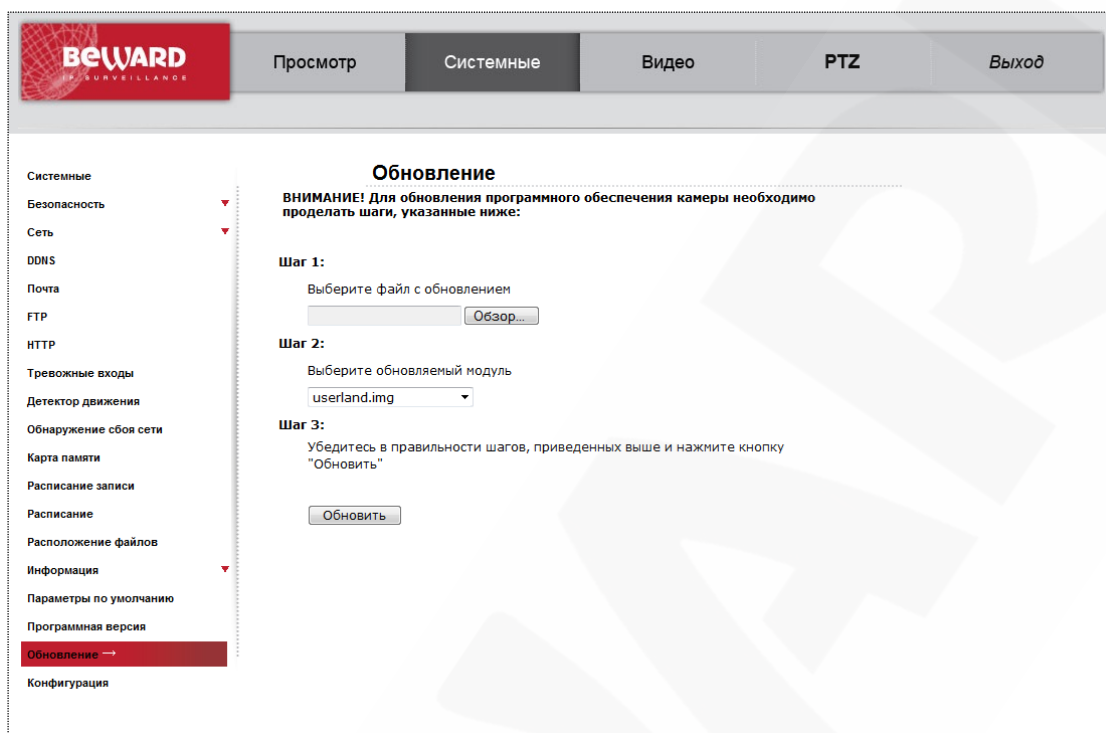 BEWARD
IP SURVEILLANCE
Просмотр
Системные
Видео
PTZ
Выход
Системные
Безопасность
Сеть
DDNS
Почта
FTP
HTTP
Тревожные входы
Детектор движения
Обнаружение сбоя сети
Карта памяти
Расписание записи
Расписание
Расположение файлов
Информация
Параметры по умолчанию
Программная версия
Обновление →
Конфигурация
Обновление
ВНИМАНИЕ! Для обновления программного обеспечения камеры необходимо
проделать шаги, указанные ниже:
Шаг 1:
Выберите файл с обновлением
Обзор...
Шаг 2:
Выберите обновляемый модуль
userland.img
Шаг 3:
Убедитесь в правильности шагов, приведенных выше и нажмите кнопку
"Обновить"
Обновить